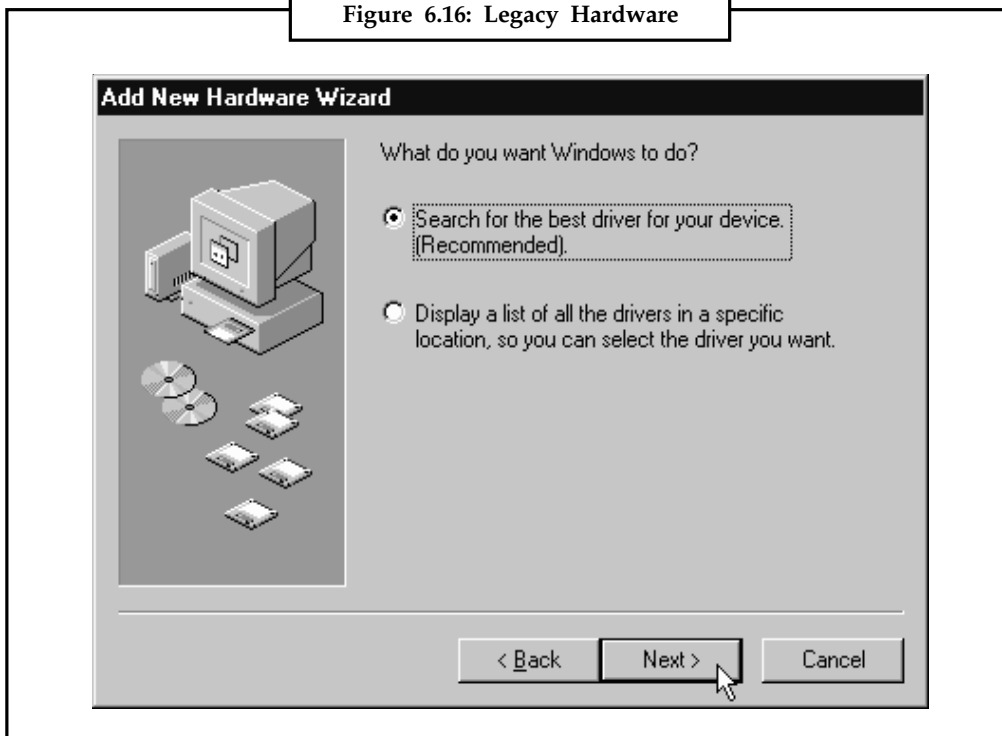 Figure 6.16: Legacy Hardware
Add New Hardware Wizard
What do you want Windows to do?
Search for the best driver for your device.
(Recommended).
Display a list of all the drivers in a specific
location, so you can select the driver you want.
< Back
Next >
Cancel